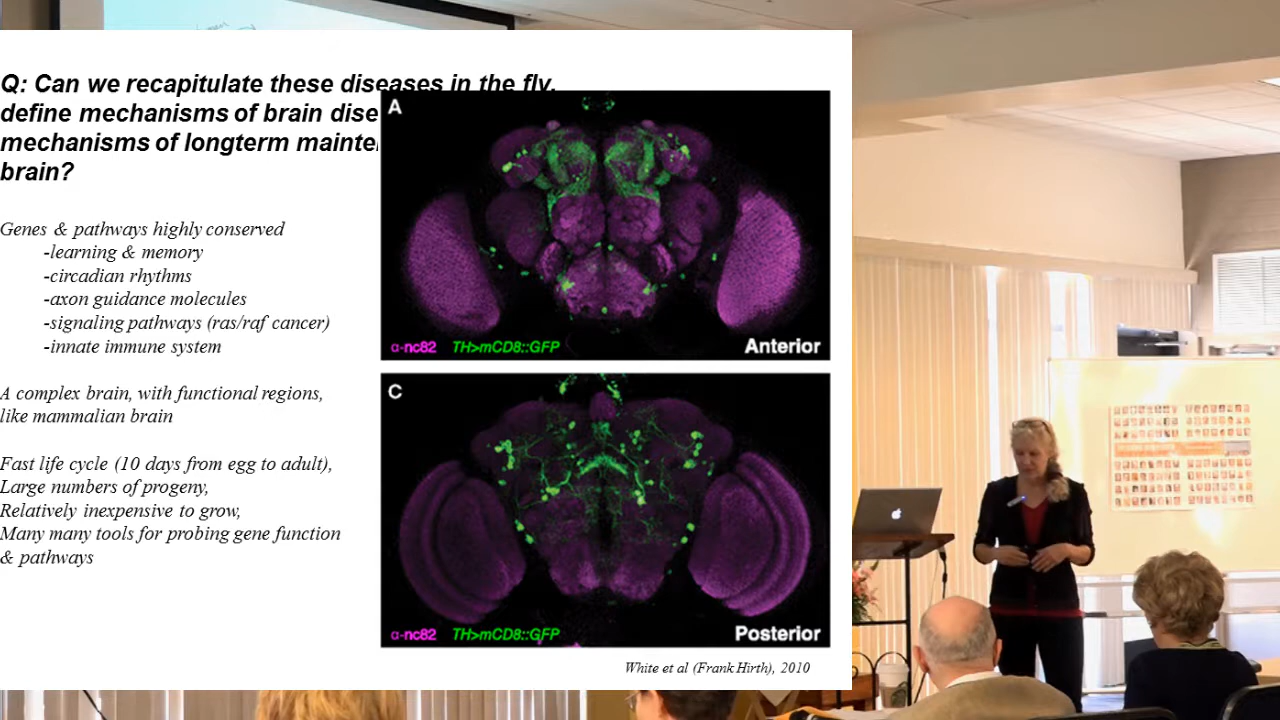 Q: Can we recapitulate these diseases in the fly,
define mechanisms of brain dise
mechanisms of longterm mainte
brain?
Genes & pathways highly conserved
-learning & memory
-circadian rhythms
-axon guidance molecules
-signaling pathways (ras/raf cancer)
-innate immune system
A complex brain, with functional regions,
like mammalian brain
Fast life cycle (10 days from egg to adult),
Large numbers of progeny,
Relatively inexpensive to grow,
Many many tools for probing gene function
& pathways
A
α-nc82 TH>mCD8::GFP Anterior
C
α-nc82 TH>mCD8::GFP Posterior
White et al (Frank Hirth), 2010